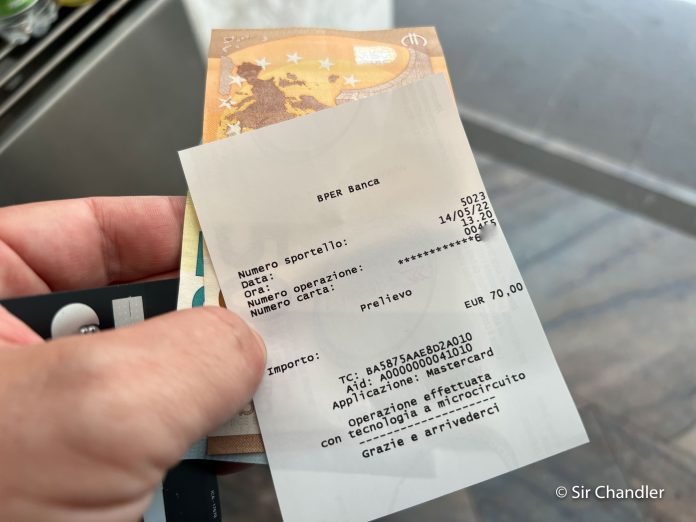 BPER Banca
Numero sportello: 5023
Data: 14/05/22
Ora: 13.20
Numero operazione:
Numero carta: ************
Prelievo
Importo: EUR 70,00
TC: BA5875AAE8D2A010
Aid: A0000000041010
Applicazione: Mastercard
Operazione effettuata
con tecnologia a microcircuito
--------------------
Grazie e arrivederci
© Sir Chandler